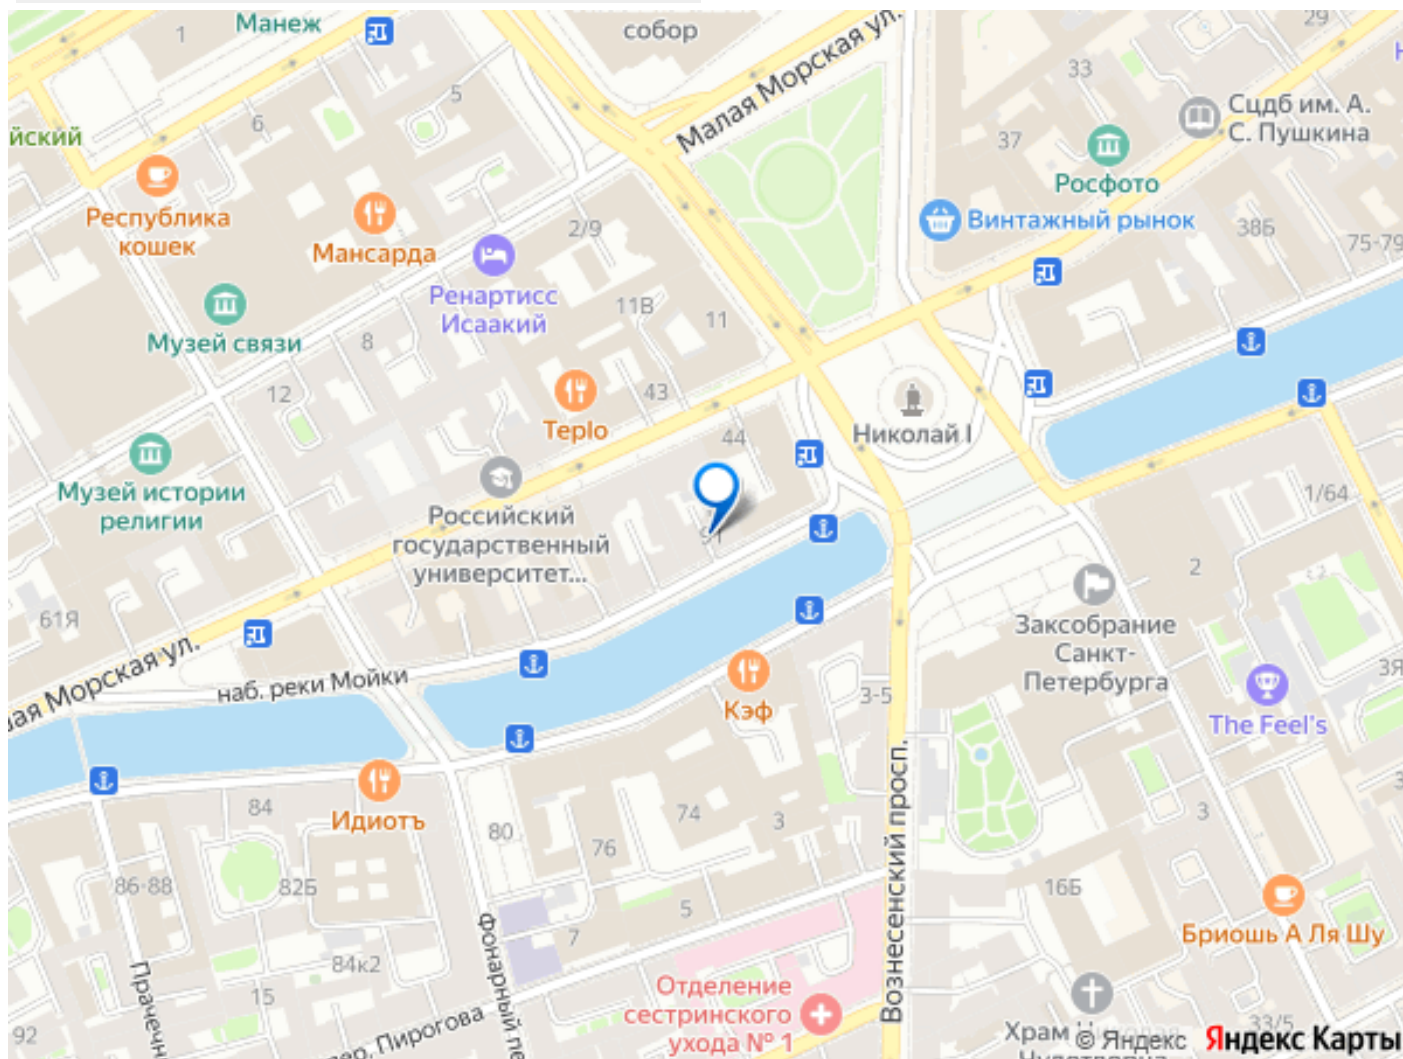 Манеж
1
собор
Малая Морская ул.
29
33
5
6
йский
37
Сцдб им. А.
С. Пушкина
Росфото
Республика
кошек
Мансарда
2/9
Винтажный рынок
38Б
75-79
Ренартисс
Исаакий
11В
11
Музей связи
8
12
43
Teplo
44
Николай I
Музей истории
религии
Российский
государственный
университет...
1/64
2
61Я
Заксобрание
Санкт-
Петербурга
наб. реки Мойки
ая Морская ул.
Кэф
3-5
3Я
The Feel's
Вознесенский просп.
Идиотъ
84
80
74
3
76
3
86-88
82Б
16Б
5
7
Бриошь А Ля Шу
Фонарный пе
84к2
15
Прачечн
92
пер. Пирогова
Отделение
сестринского
ухода № 1
33/5
Храм
© Яндекс Яндекс Карты